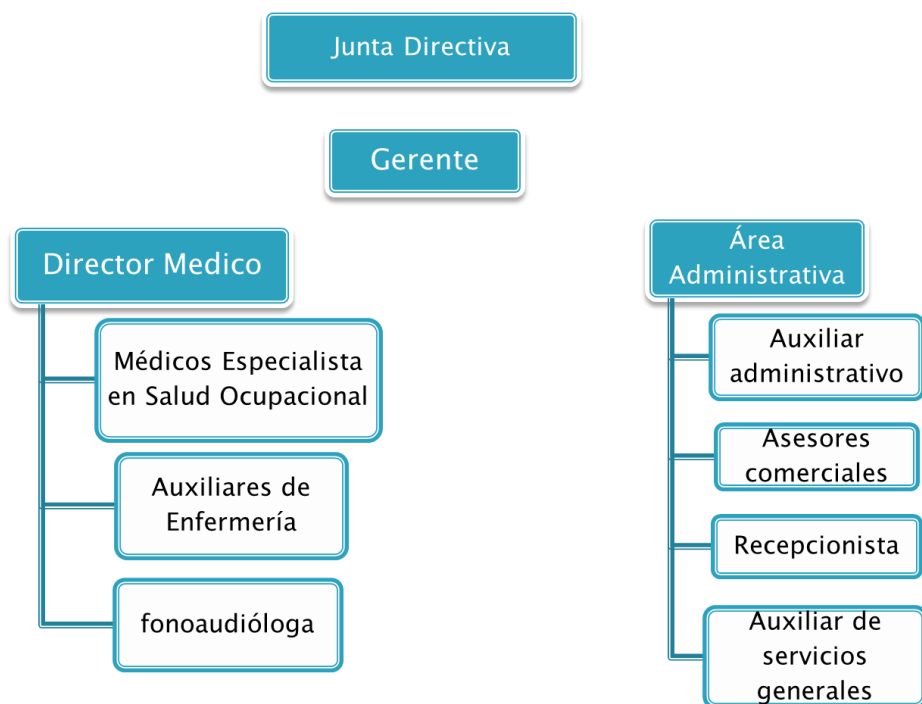 Junta Directiva
Gerente
Director Medico
Médicos Especialista
en Salud Ocupacional
Auxiliares de
Enfermería
fonoaudióloga
Área
Administrativa
Auxiliar
administrativo
Asesores
comerciales
Recepcionista
Auxiliar de
servicios
generales